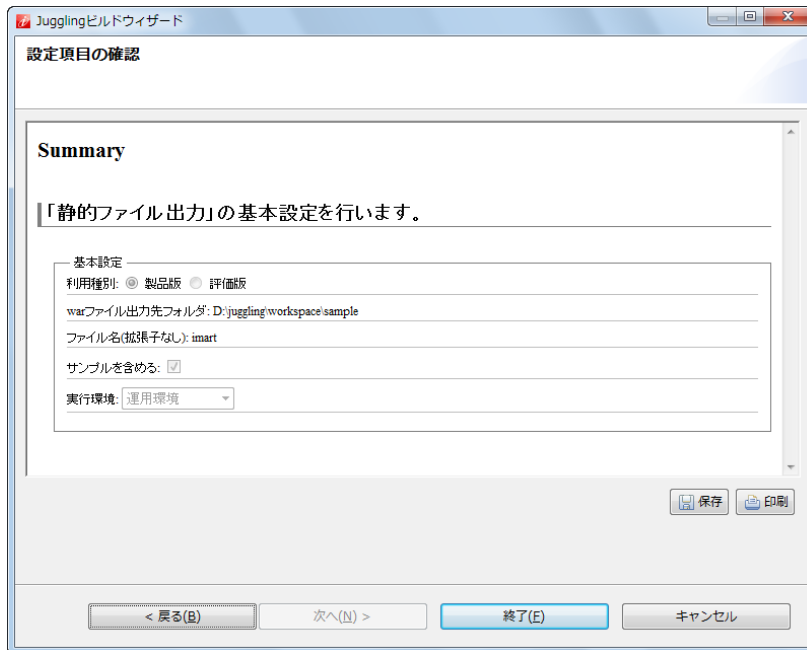 Jugglingビルドウィザード
設定項目の確認
Summary
「静的ファイル出力」の基本設定を行います。
基本設定
利用種別: 製品版 評価版
warファイル出力先フォルダ: D:\juggling\workspace\sample
ファイル名(拡張子なし): imart
サンプルを含める:
実行環境: 運用環境
保存 印刷
< 戻る(B) 次へ(N) > 終了(F) キャンセル